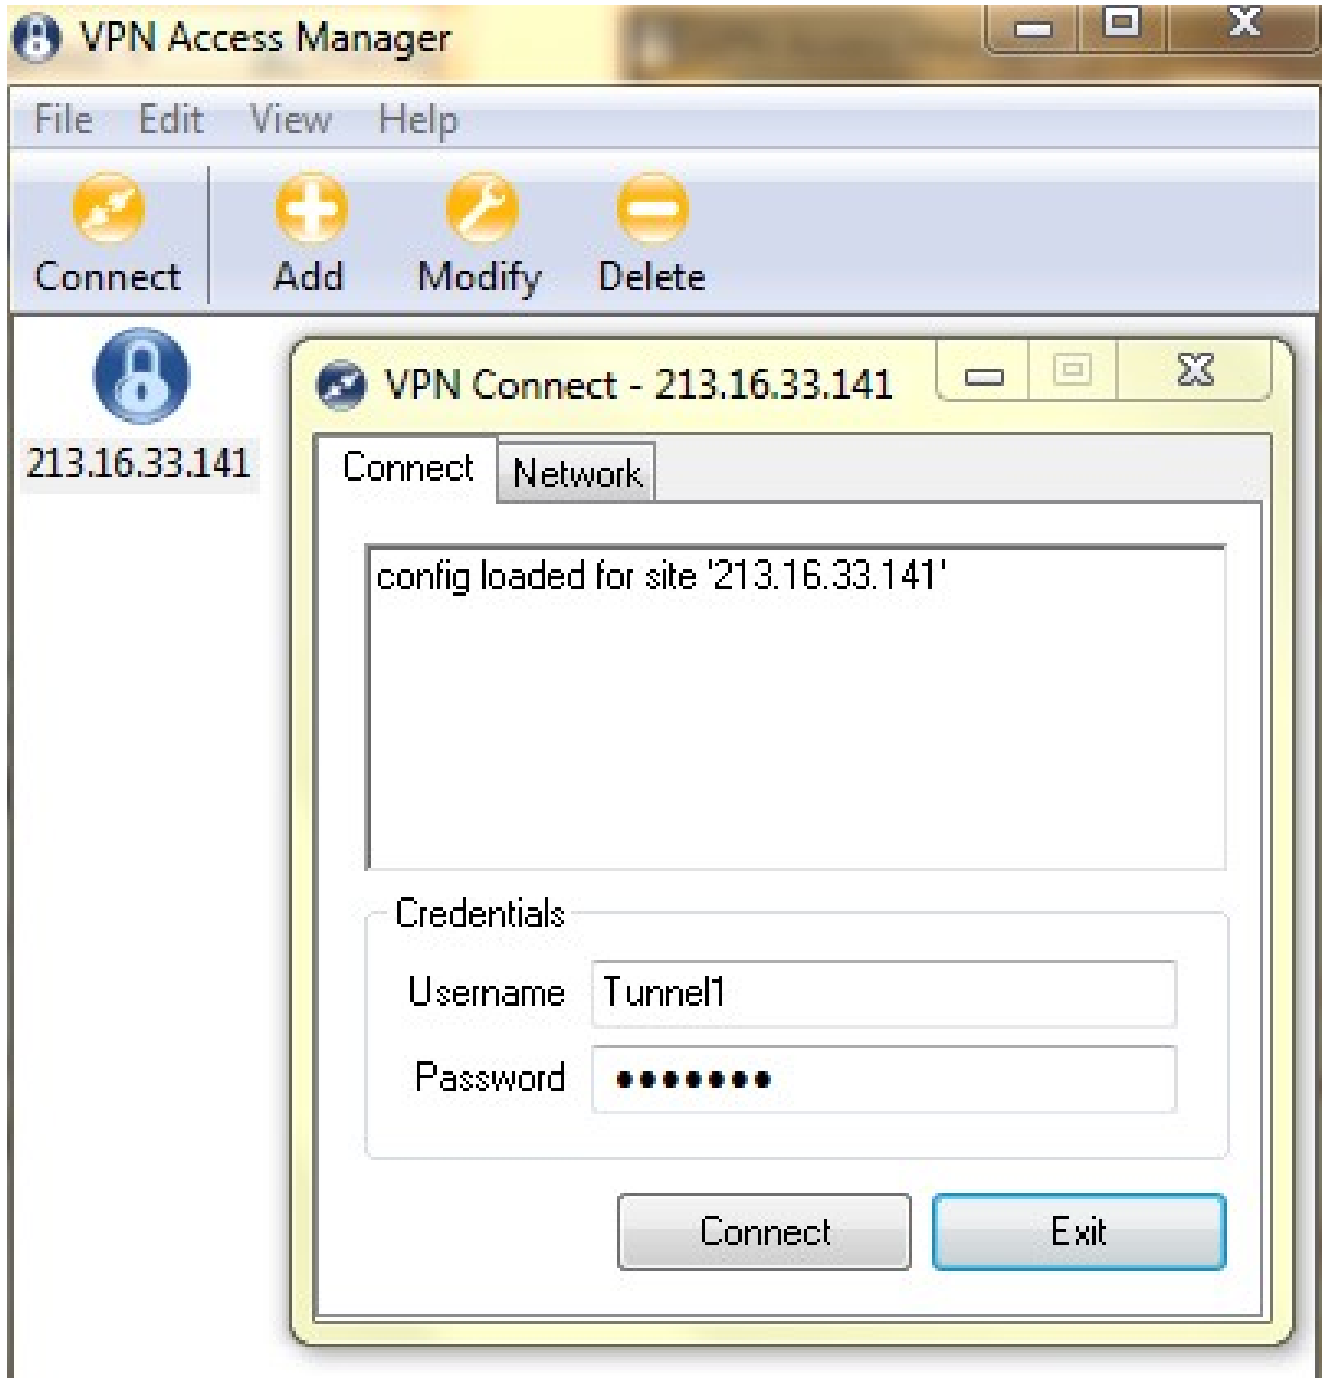 VPN Access Manager
File Edit View Help
Connect Add Modify Delete
213.16.33.141
VPN Connect - 213.16.33.141
Connect Network
config loaded for site '213.16.33.141'
Credentials
Username Tunnel1
Password •••••••
Connect Exit